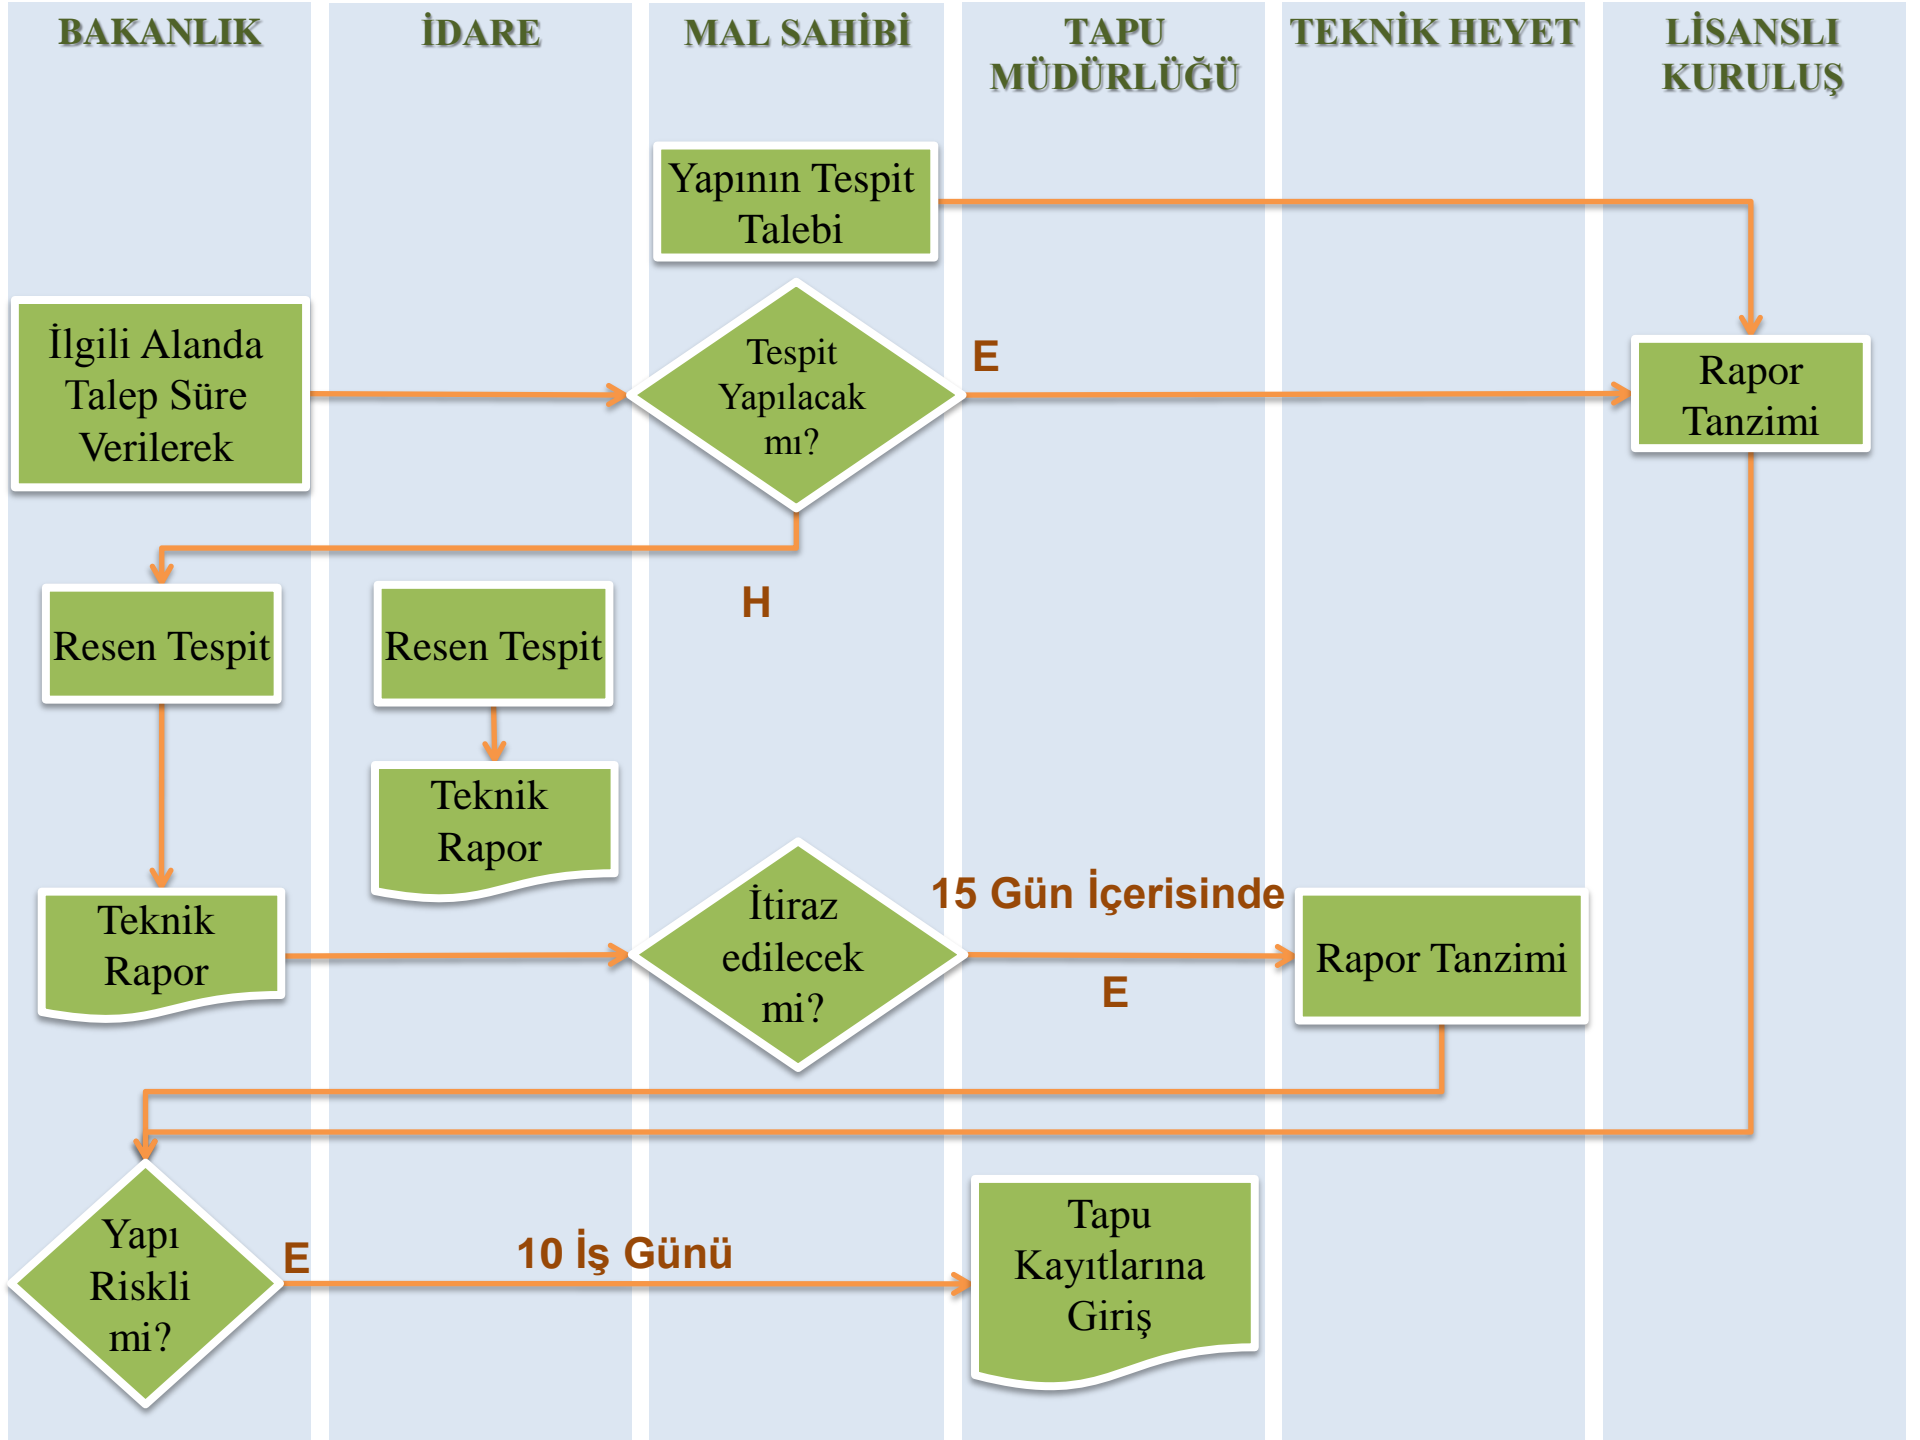 BAKANLIK
İDARE
MAL SAHİBİ
TAPU
MÜDÜRLÜĞÜ
TEKNİK HEYET
LİSANSLI
KURULUŞ
Yapının Tespit
Talebi
İlgili Alanda
Talep Süre
Verilerek
Tespit
Yapılacak
mı?
E
Rapor
Tanzimi
H
Resen Tespit
Resen Tespit
Teknik
Rapor
Teknik
Rapor
İtiraz
edilecek
mi?
15 Gün İçerisinde
E
Rapor Tanzimi
Yapı
Riskli
mi?
E
10 İş Günü
Tapu
Kayıtlarına
Giriş